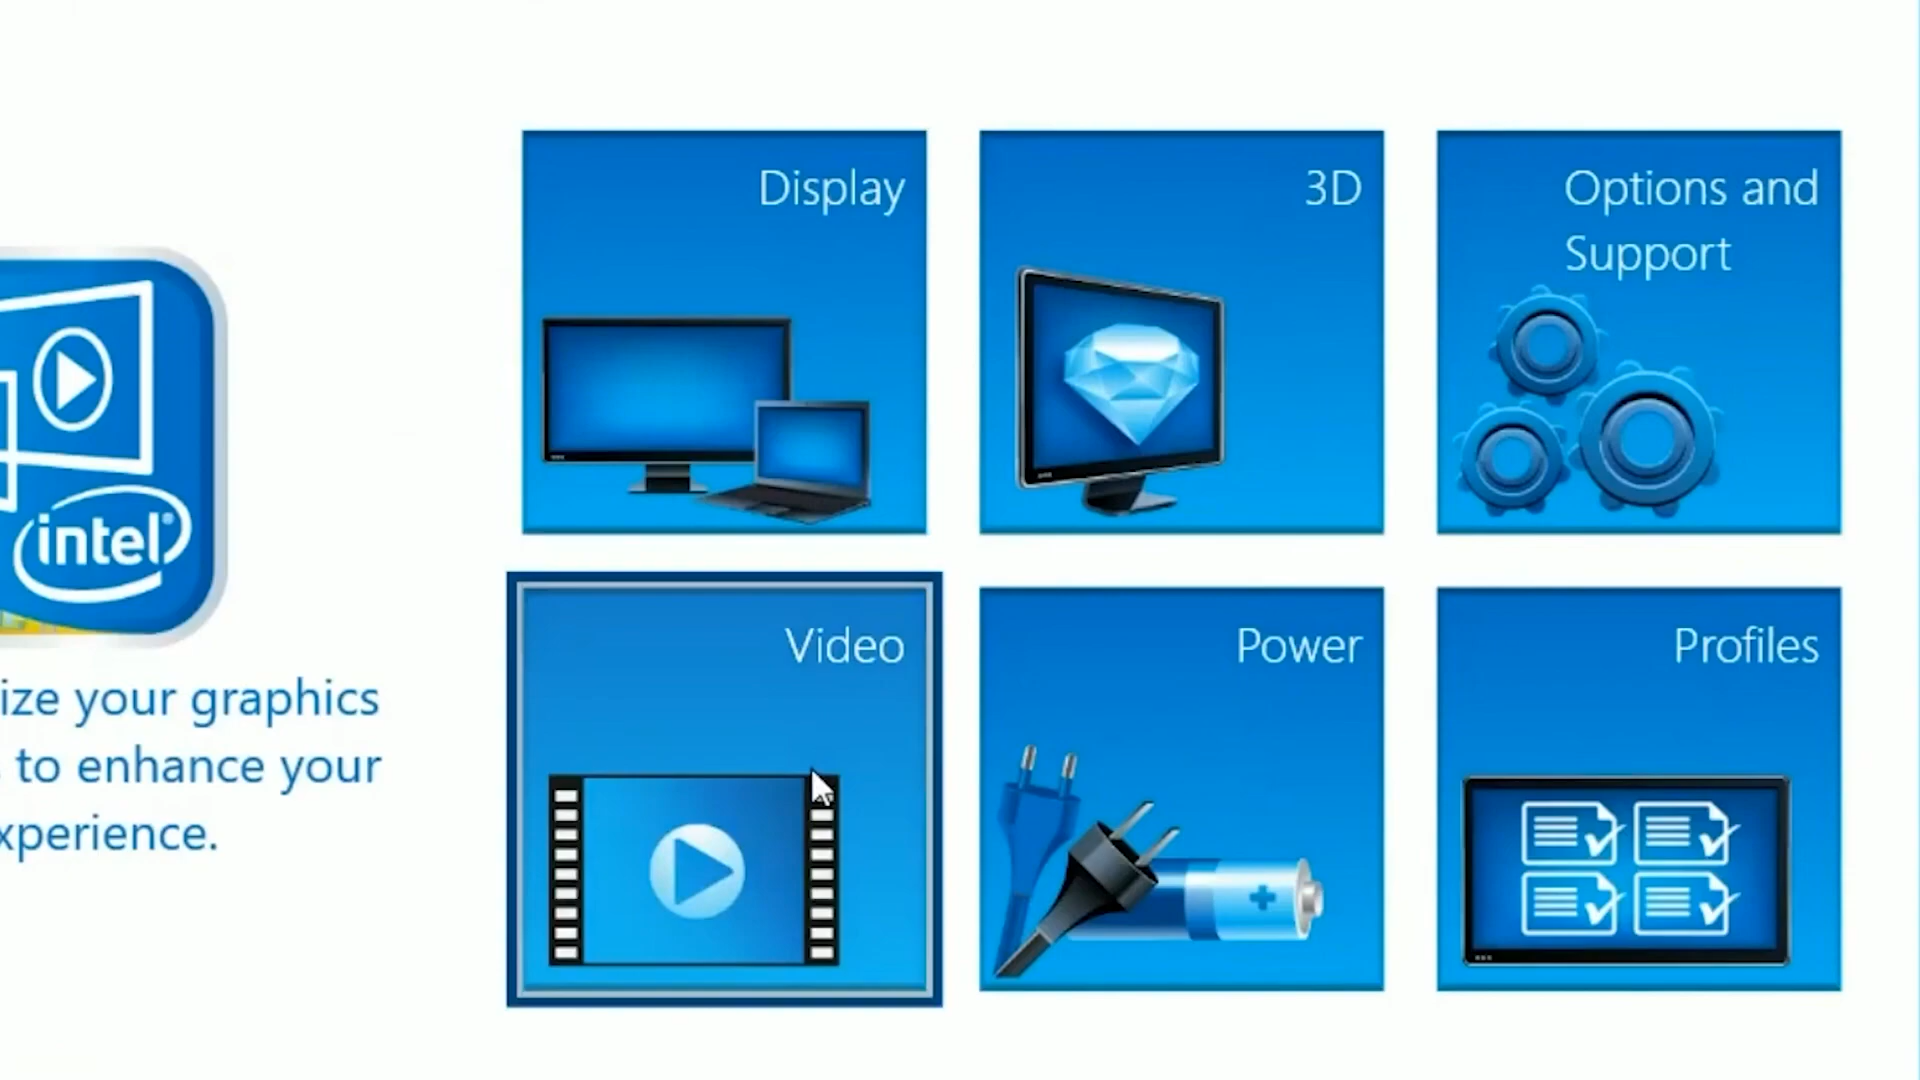 Display
3D
Options and
Support
intel®
Video
Power
Profiles
ize your graphics
to enhance your
xperience.